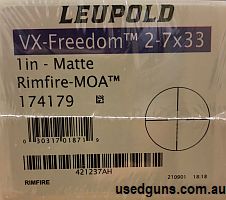 LEUPOLD
VX-Freedom™ 2-7x33
1in - Matte
Rimfire-MOA™
174179
0 30317 01871 9
421237AH
RIMFIRE
210901 18:18
usedguns.com.au